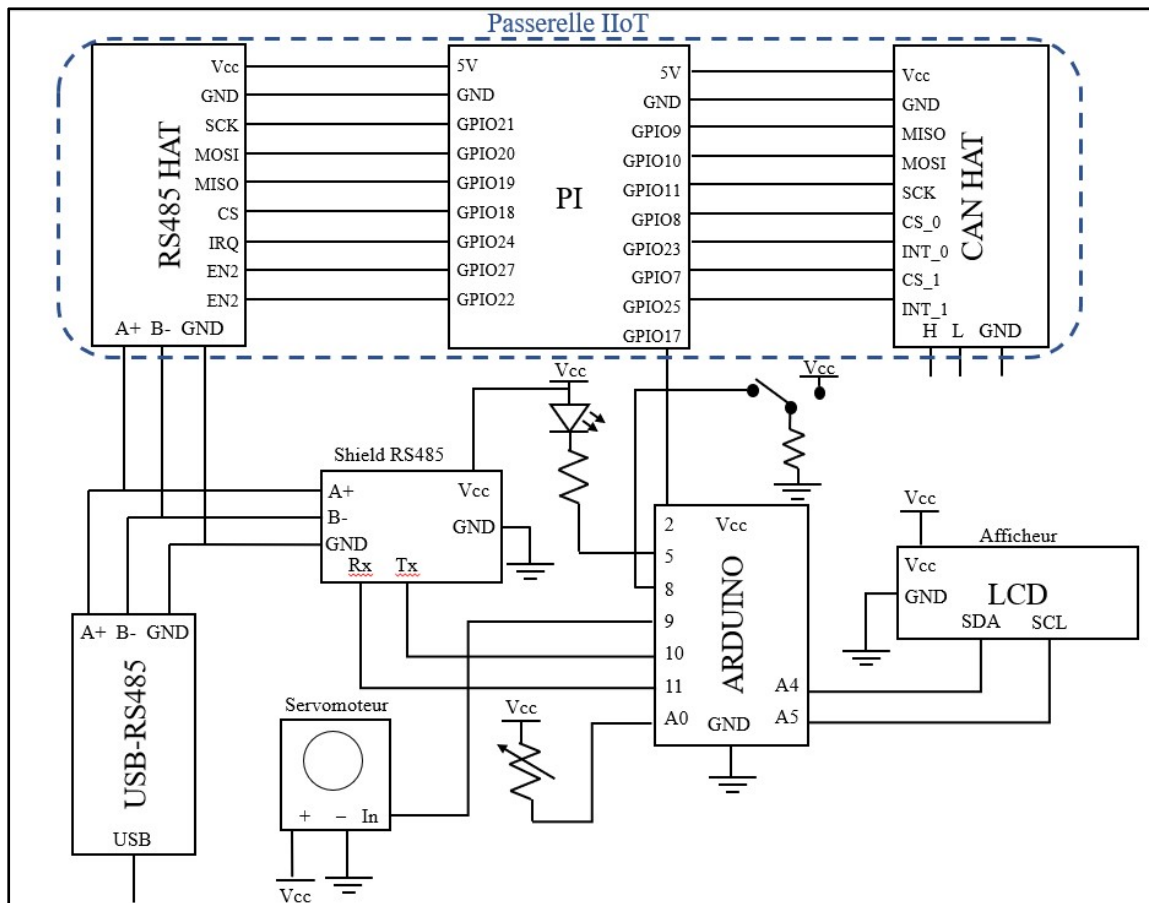 Passerelle IIoT
RS485 HAT
Vcc
GND
SCK
MOSI
MISO
CS
IRQ
EN2
EN2
A+ B- GND
PI
5V
GND
GPIO21
GPIO20
GPIO19
GPIO18
GPIO24
GPIO27
GPIO22
5V
GND
GPIO9
GPIO10
GPIO11
GPIO8
GPIO23
GPIO7
GPIO25
GPIO17
CAN HAT
Vcc
GND
MISO
MOSI
SCK
CS_0
INT_0
CS_1
INT_1
H L GND
Vcc
Vcc
Shield RS485
A+
B-
GND
Vcc
GND
Rx Tx
ARDUINO
2
5
8
9
10
11
A0
Vcc
GND
A4
A5
Vcc
Afficheur
Vcc
GND
LCD
SDA SCL
A+ B- GND
USB-RS485
USB
Servomoteur
+ – In
Vcc
Vcc